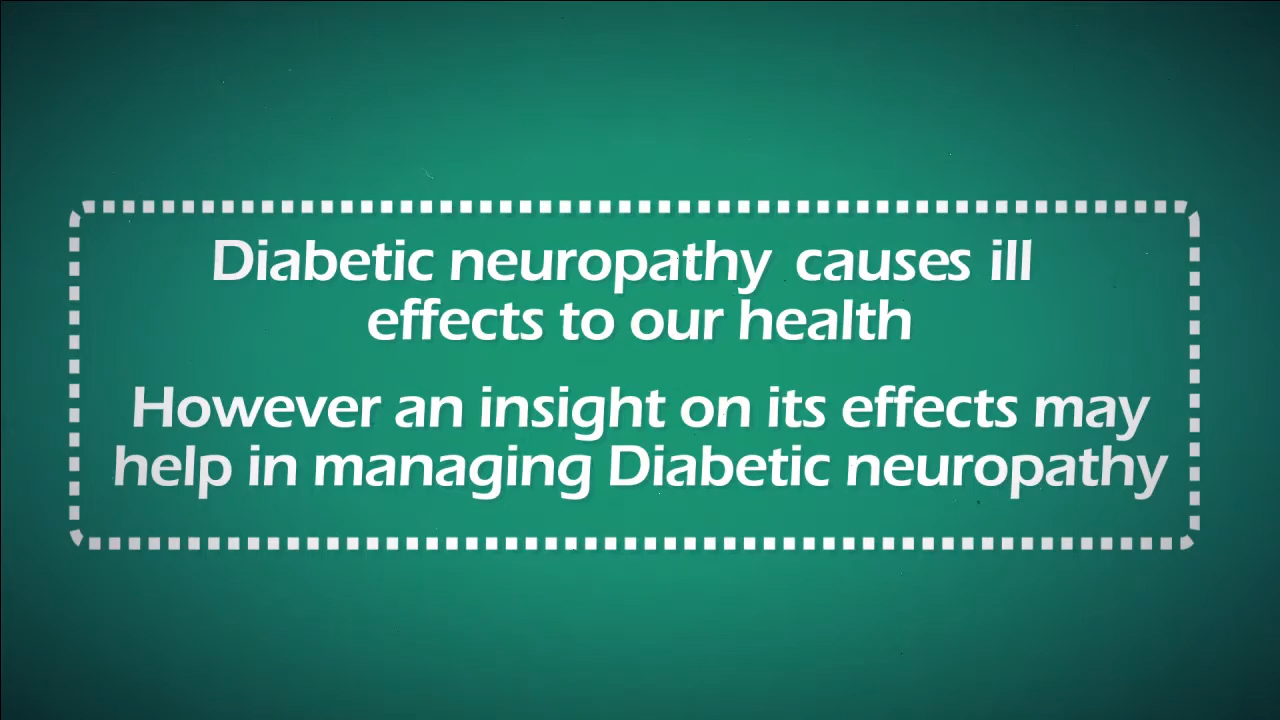 Diabetic neuropathy causes ill
effects to our health
However an insight on its effects may
help in managing Diabetic neuropathy